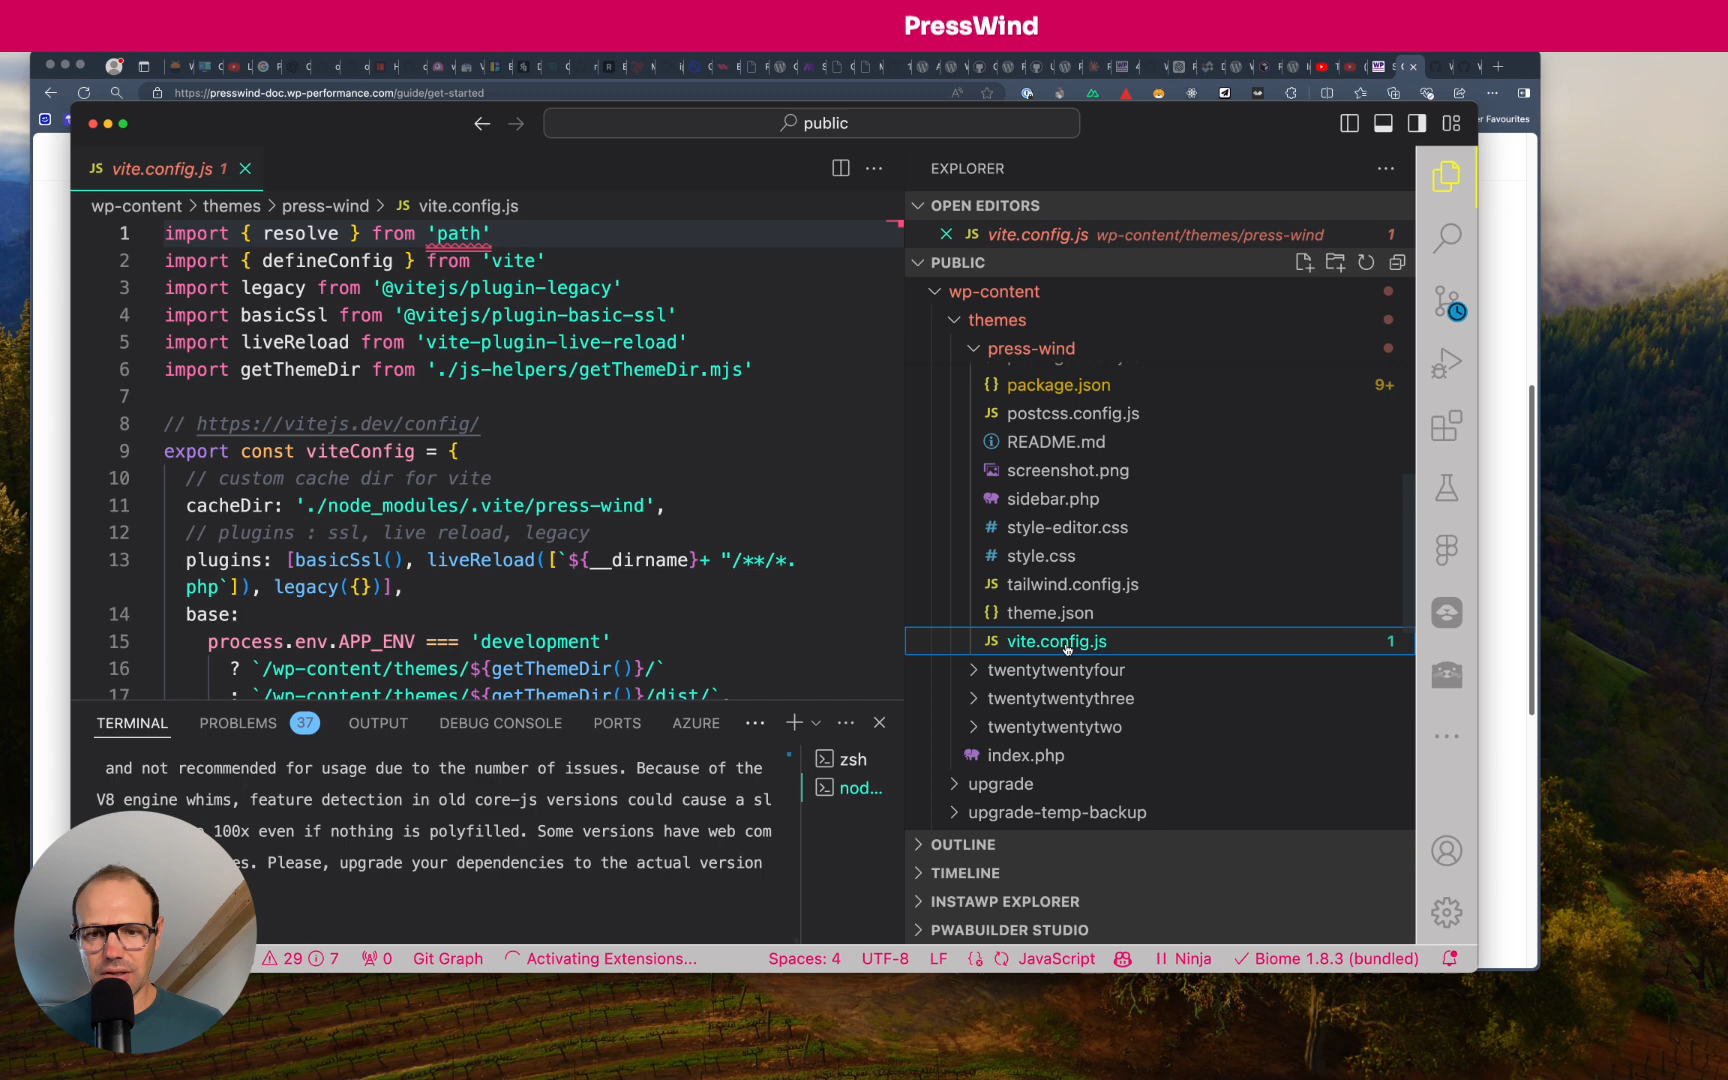 PressWind
https://presswind-doc.wp-performance.com/guide/get-started
er Favourites
public
JS vite.config.js 1
EXPLORER
wp-content > themes > press-wind > JS vite.config.js
OPEN EDITORS
JS vite.config.js wp-content/themes/press-wind 1
PUBLIC
1 import { resolve } from 'path'
2 import { defineConfig } from 'vite'
3 import legacy from '@vitejs/plugin-legacy'
4 import basicSsl from '@vitejs/plugin-basic-ssl'
5 import liveReload from 'vite-plugin-live-reload'
6 import getThemeDir from './js-helpers/getThemeDir.mjs'
7
8 // https://vitejs.dev/config/
9 export const viteConfig = {
10 // custom cache dir for vite
11 cacheDir: './node_modules/.vite/press-wind',
12 // plugins : ssl, live reload, legacy
13 plugins: [basicSsl(), liveReload([`${__dirname}+ "/**/*.
php`]), legacy({})],
14 base:
15 process.env.APP_ENV === 'development'
16 ? `/wp-content/themes/${getThemeDir()}/`
17 : `/wp-content/themes/${getThemeDir()}/dist/`,
wp-content
themes
press-wind
{} package.json 9+
JS postcss.config.js
README.md
screenshot.png
sidebar.php
# style-editor.css
# style.css
JS tailwind.config.js
{} theme.json
JS vite.config.js 1
twentytwentyfour
twentytwentythree
twentytwentytwo
index.php
upgrade
upgrade-temp-backup
OUTLINE
TIMELINE
INSTAWP EXPLORER
PWABUILDER STUDIO
TERMINAL PROBLEMS 37 OUTPUT DEBUG CONSOLE PORTS AZURE
and not recommended for usage due to the number of issues. Because of the
V8 engine whims, feature detection in old core-js versions could cause a sl
100x even if nothing is polyfilled. Some versions have web com
es. Please, upgrade your dependencies to the actual version
zsh
nod...
29 7 0 Git Graph Activating Extensions... Spaces: 4 UTF-8 LF JavaScript Ninja Biome 1.8.3 (bundled)